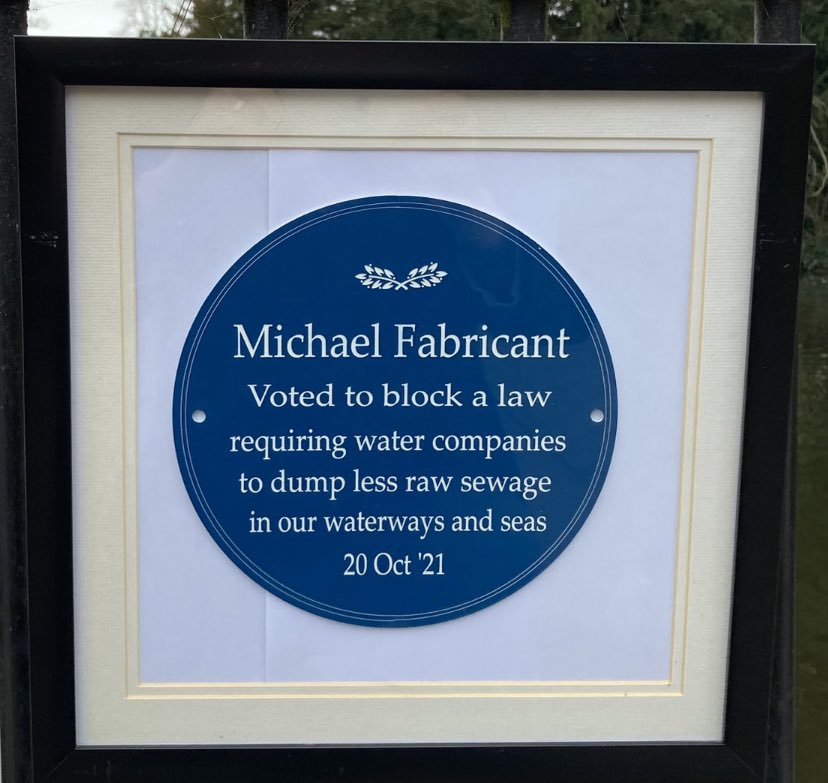 Michael Fabricant
Voted to block a law
requiring water companies
to dump less raw sewage
in our waterways and seas
20 Oct '21